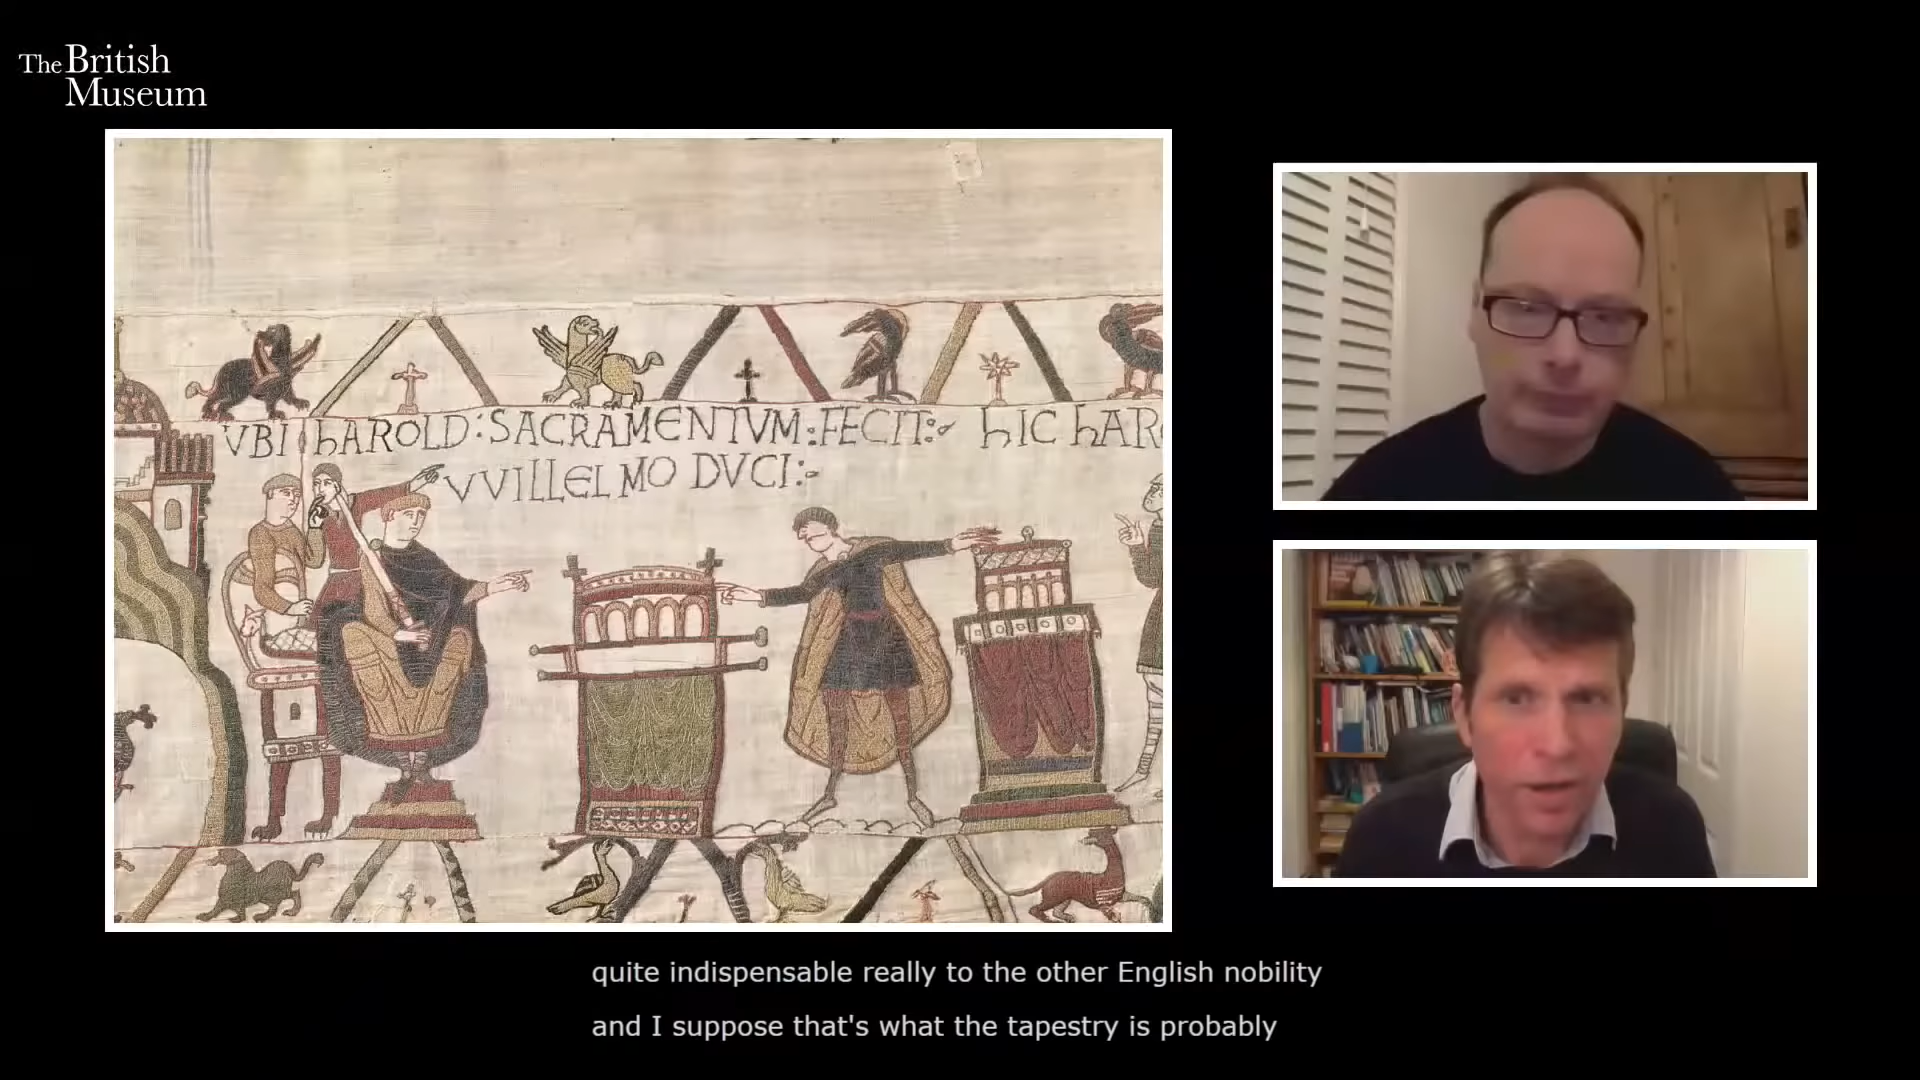 The British
Museum
VBI hAROLD:SACRAMENTVM:FECIT:
hIC hAR
VVILLELMO DVCI:
quite indispensable really to the other English nobility
and I suppose that's what the tapestry is probably